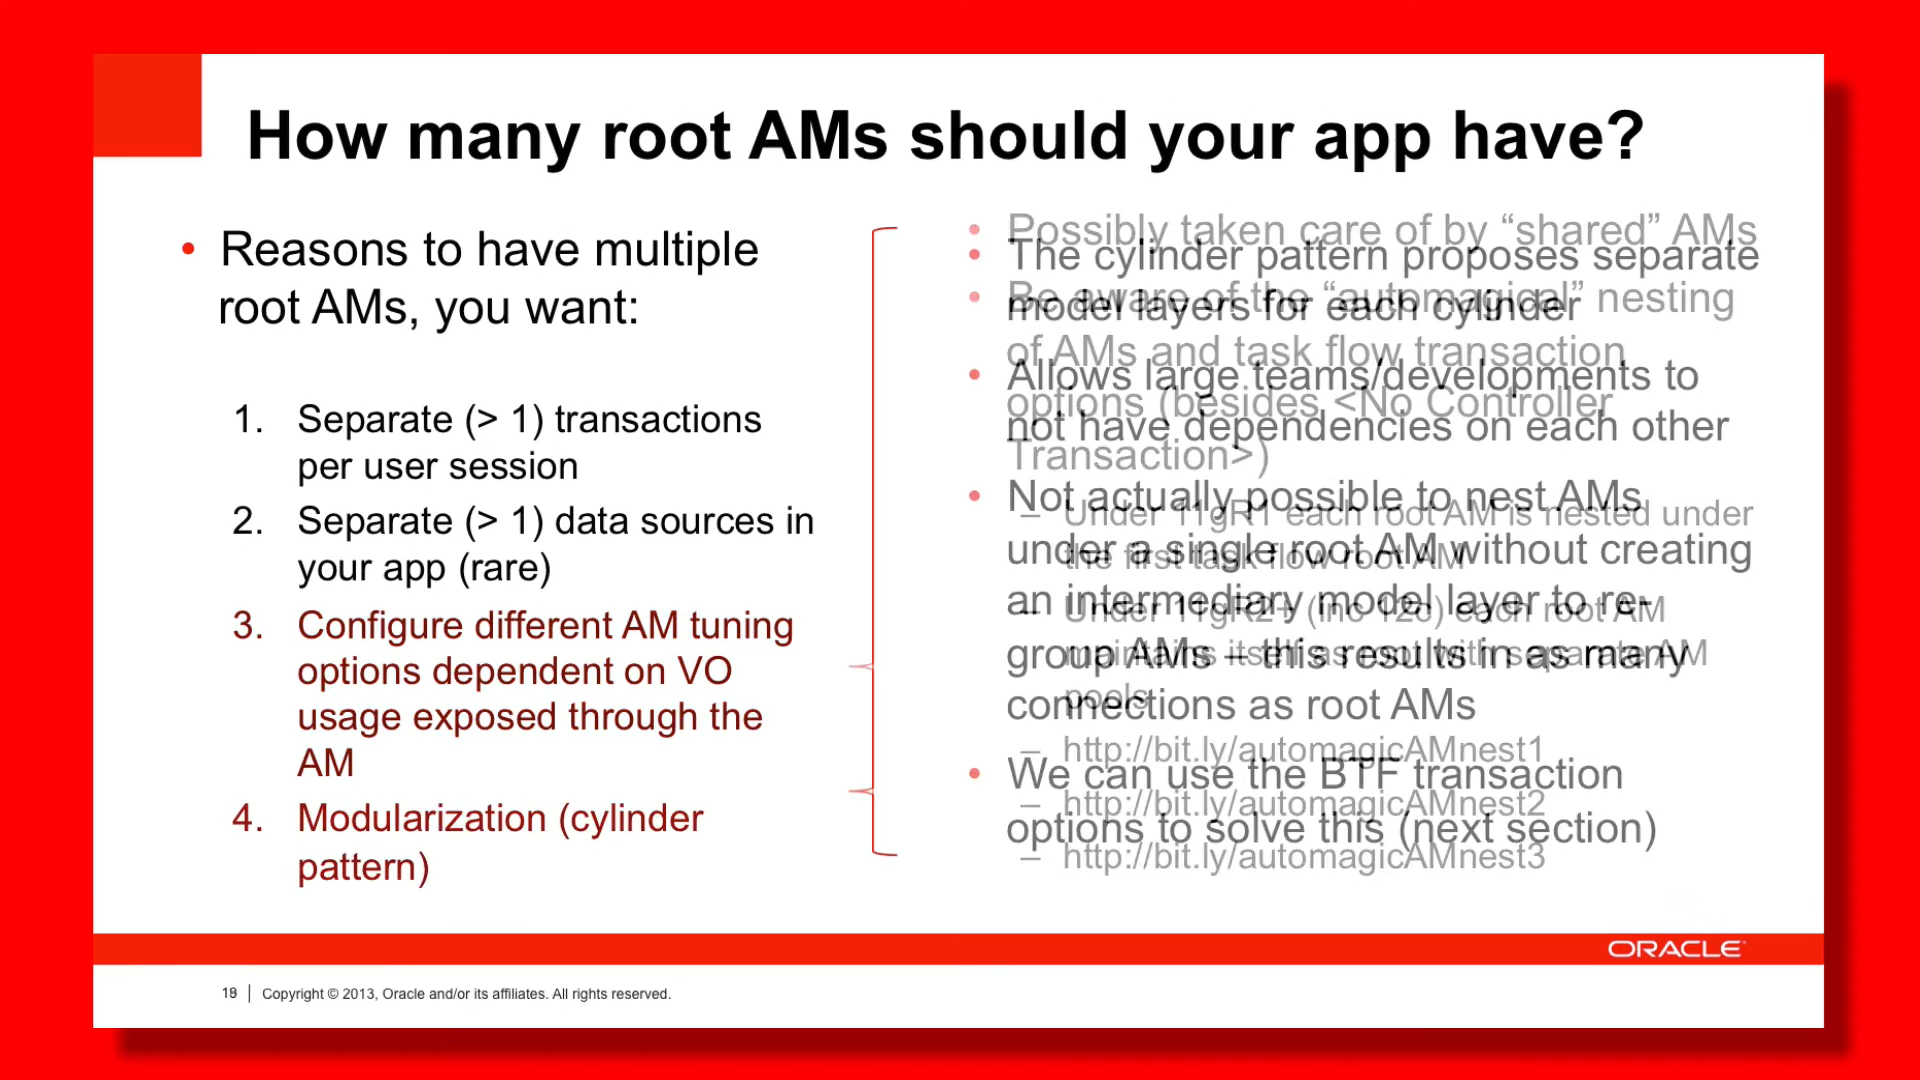 How many root AMs should your app have?
• Reasons to have multiple
root AMs, you want:
1. Separate (> 1) transactions
per user session
2. Separate (> 1) data sources in
your app (rare)
3. Configure different AM tuning
options dependent on VO
usage exposed through the
AM
4. Modularization (cylinder
pattern)
• Possibly taken care of by “shared” AMs
• Be aware of the “automagical” nesting
of AMs and task flow transaction
options (besides <No Controller
Transaction>)
– Under 11gR1 each root AM is nested under
the first task flow root AM
– Under 11gR2+ (inc 12c) each root AM
maintains itself as root with separate AM
pools
– http://bit.ly/automagicAMnest1
– http://bit.ly/automagicAMnest2
– http://bit.ly/automagicAMnest3
• The cylinder pattern proposes separate
model layers for each cylinder
• Allows large teams/developments to
not have dependencies on each other
• Not actually possible to nest AMs
under a single root AM without creating
an intermediary model layer to re-
group AMs – this results in as many
connections as root AMs
• We can use the BTF transaction
options to solve this (next section)
ORACLE
Copyright © 2013, Oracle and/or its affiliates. All rights reserved.